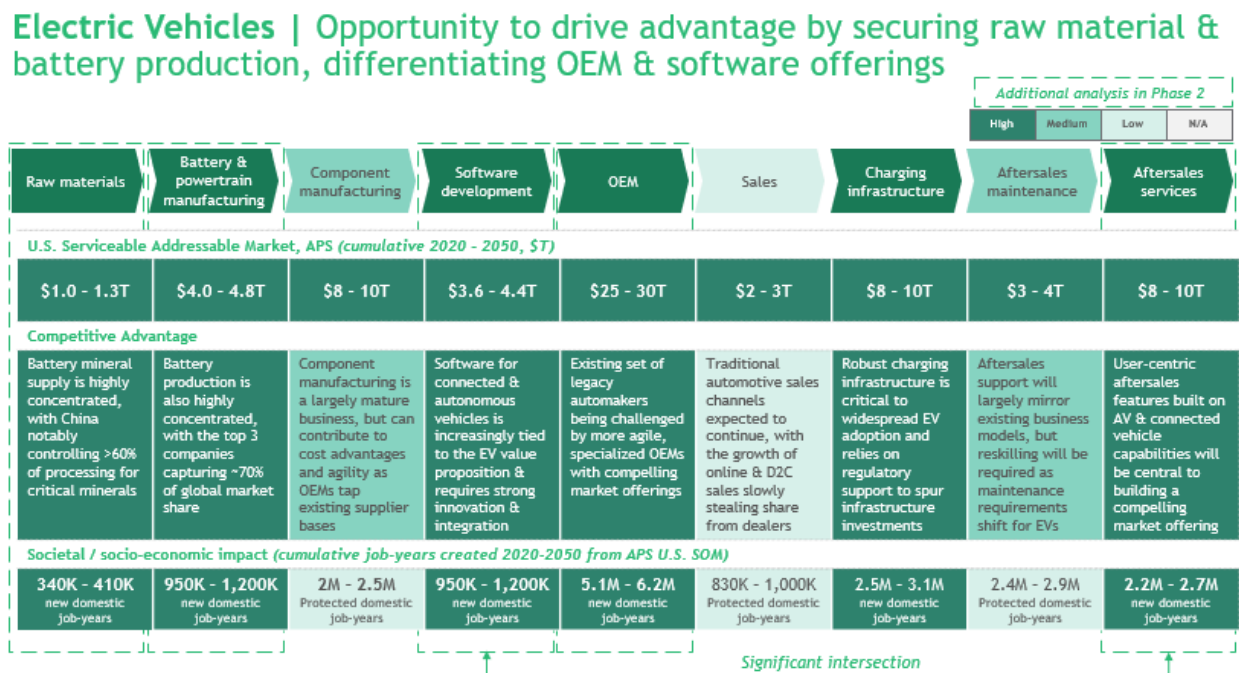 Electric Vehicles | Opportunity to drive advantage by securing raw material &
battery production, differentiating OEM & software offerings
Additional analysis in Phase 2
High
Medium
Low
N/A
Raw materials
Battery &
powertrain
manufacturing
Component
manufacturing
Software
development
OEM
Sales
Charging
infrastructure
Aftersales
maintenance
Aftersales
services
U.S. Serviceable Addressable Market, APS (cumulative 2020 – 2050, $T)
$1.0 – 1.3T
$4.0 – 4.8T
$8 – 10T
$3.6 – 4.4T
$25 – 30T
$2 – 3T
$8 – 10T
$3 – 4T
$8 – 10T
Competitive Advantage
Battery mineral
supply is highly
concentrated,
with China
notably
controlling >60%
of processing for
critical minerals
Battery
production is
also highly
concentrated,
with the top 3
companies
capturing ~70%
of global market
share
Component
manufacturing is
a largely mature
business, but can
contribute to
cost advantages
and agility as
OEMs tap
existing supplier
bases
Software for
connected &
autonomous
vehicles is
increasingly tied
to the EV value
proposition &
requires strong
innovation &
integration
Existing set of
legacy
automakers
being challenged
by more agile,
specialized OEMs
with compelling
market offerings
Traditional
automotive sales
channels
expected to
continue, with
the growth of
online & D2C
sales slowly
stealing share
from dealers
Robust charging
infrastructure is
critical to
widespread EV
adoption and
relies on
regulatory
support to spur
infrastructure
investments
Aftersales
support will
largely mirror
existing business
models, but
reskilling will be
required as
maintenance
requirements
shift for EVs
User-centric
aftersales
features built on
AV & connected
vehicle
capabilities will
be central to
building a
compelling
market offering
Societal / socio-economic impact (cumulative job-years created 2020-2050 from APS U.S. SOM)
340K – 410K
new domestic
job-years
950K – 1,200K
new domestic
job-years
2M – 2.5M
Protected domestic
job-years
950K – 1,200K
new domestic
job-years
5.1M – 6.2M
new domestic
job-years
830K – 1,000K
Protected domestic
job-years
2.5M – 3.1M
new domestic
job-years
2.4M – 2.9M
Protected domestic
job-years
2.2M – 2.7M
new domestic
job-years
Significant intersection